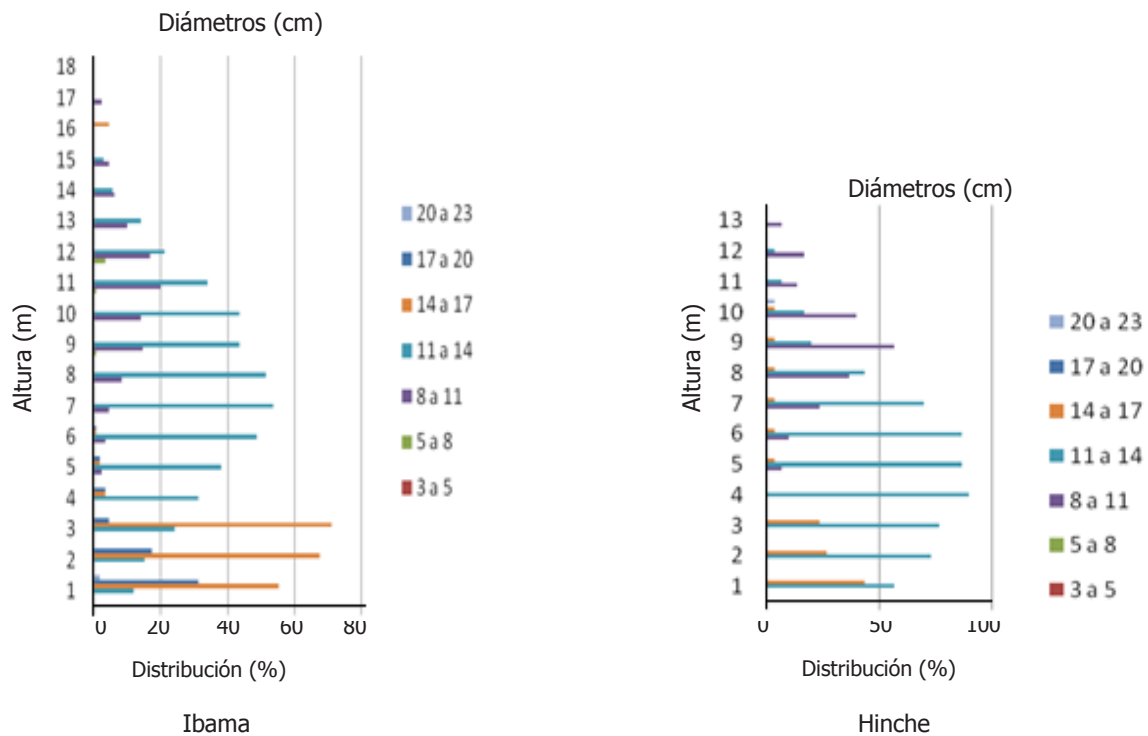 Diámetros (cm)
18
17
16
15
14
13
12
11
10
9
8
7
6
5
4
3
2
1
Altura (m)
0 20 40 60 80
Distribución (%)
Ibama
20 a 23
17 a 20
14 a 17
11 a 14
8 a 11
5 a 8
3 a 5
Diámetros (cm)
13
12
11
10
9
8
7
6
5
4
3
2
1
Altura (m)
0 50 100
Distribución (%)
Hinche
20 a 23
17 a 20
14 a 17
11 a 14
8 a 11
5 a 8
3 a 5